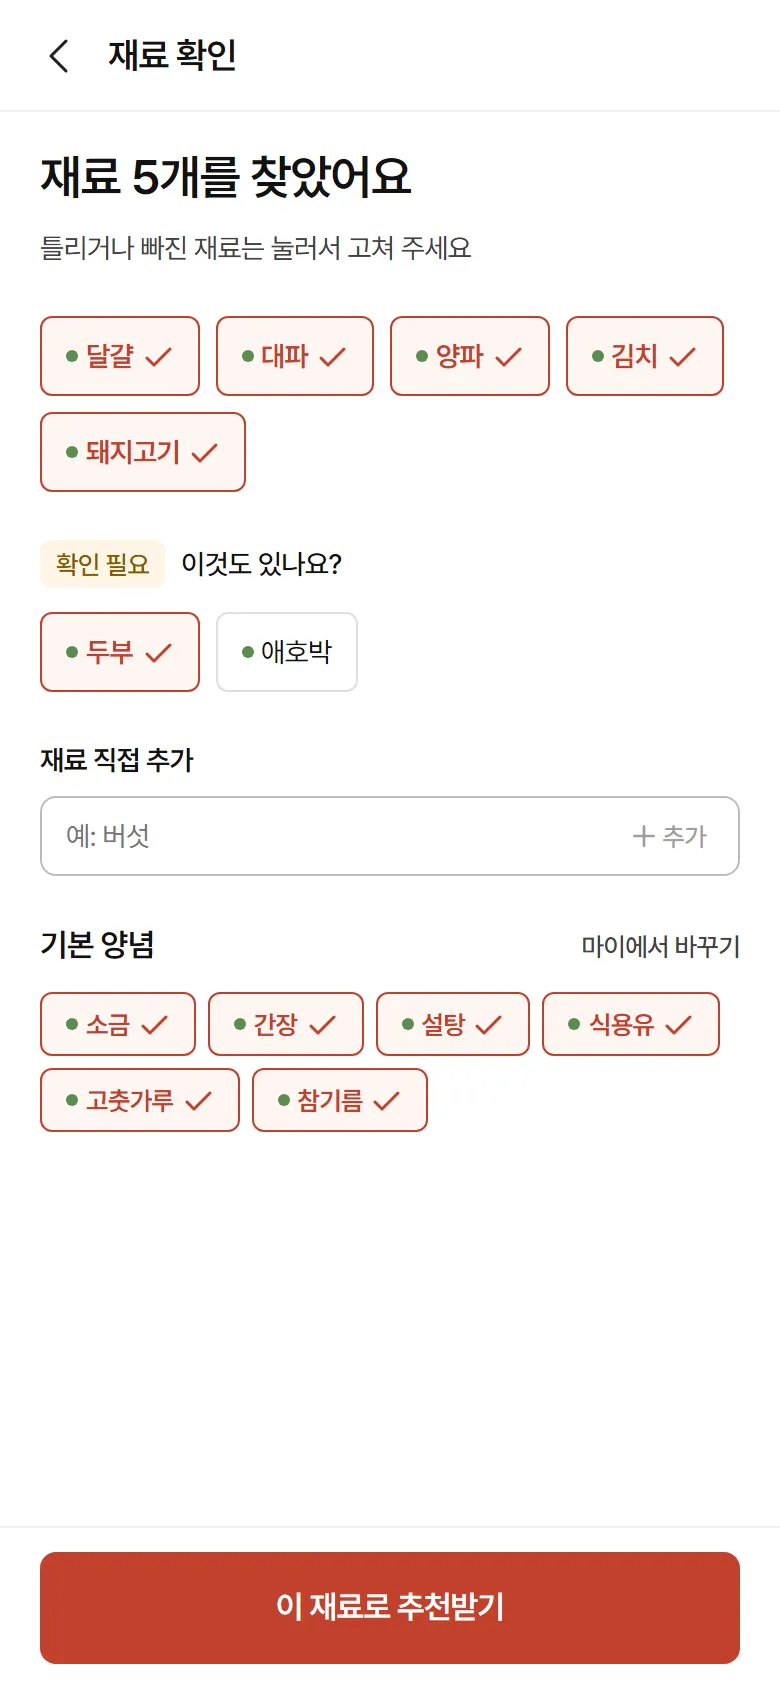 재료 확인
재료 5개를 찾았어요
틀리거나 빠진 재료는 눌러서 고쳐 주세요
달걀 대파 양파 김치
돼지고기
확인 필요 이것도 있나요?
두부 애호박
재료 직접 추가
예: 버섯 + 추가
기본 양념 마이에서 바꾸기
소금 간장 설탕 식용유
고춧가루 참기름
이 재료로 추천받기